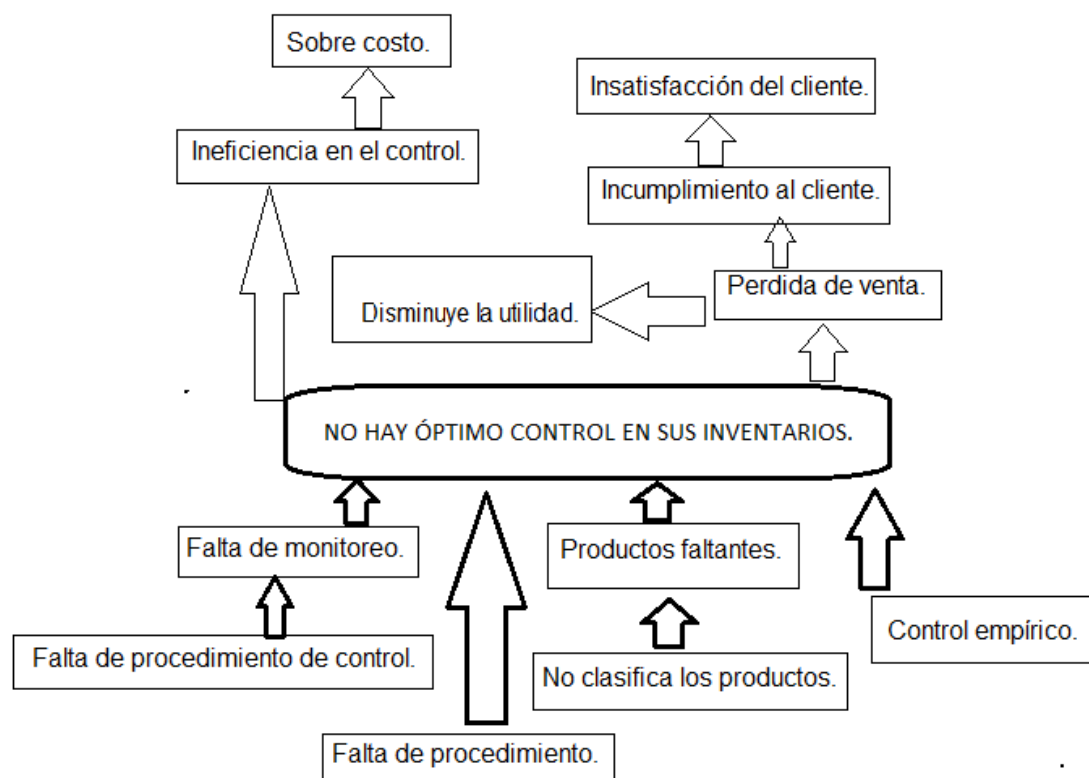 Sobre costo.
Insatisfacción del cliente.
Ineficiencia en el control.
Incumplimiento al cliente.
Perdida de venta.
Disminuye la utilidad.
NO HAY ÓPTIMO CONTROL EN SUS INVENTARIOS.
Falta de monitoreo.
Productos faltantes.
Control empírico.
Falta de procedimiento de control.
No clasifica los productos.
Falta de procedimiento.